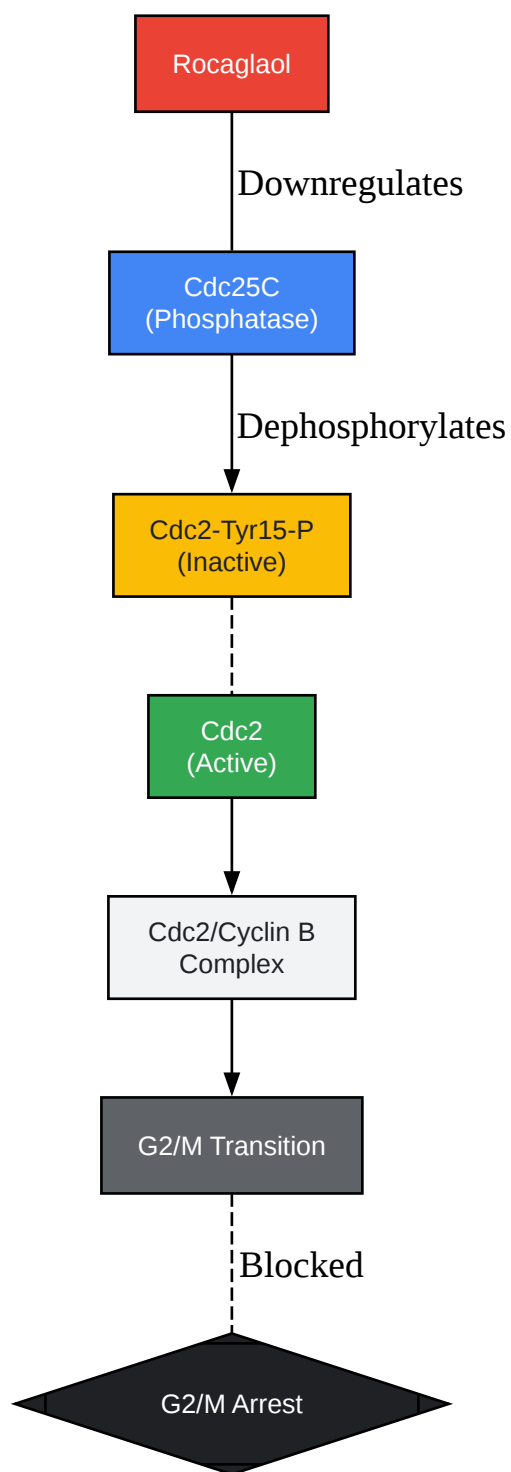 Rocaglaol
Downregulates
Cdc25C
(Phosphatase)
Dephosphorylates
Cdc2-Tyr15-P
(Inactive)
Cdc2
(Active)
Cdc2/Cyclin B
Complex
G2/M Transition
Blocked
G2/M Arrest